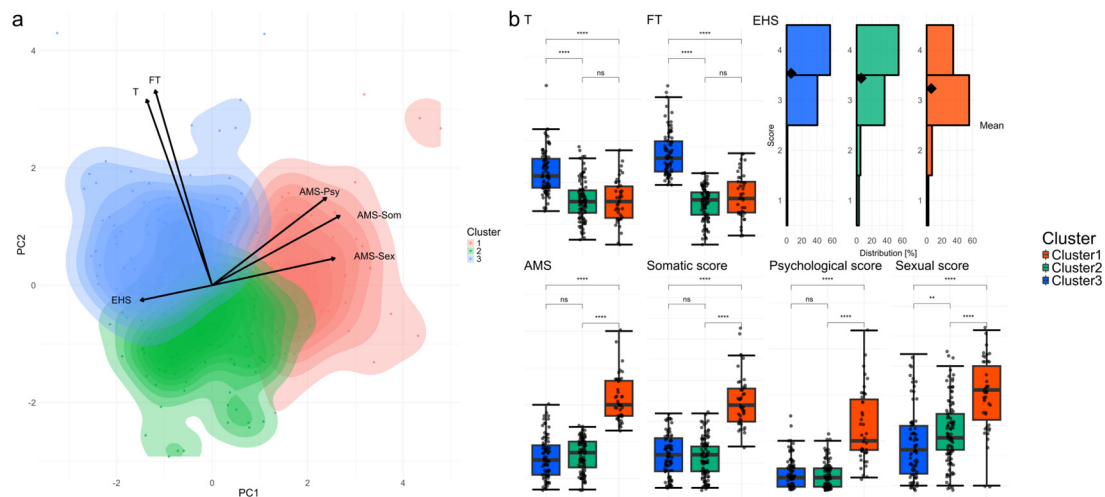 a
4
2
0
-2
-2
0
2
4
PC1
PC2
FT
T
AMS-Psy
AMS-Som
AMS-Sex
EHS
Cluster
1
2
3
b
T
****
****
ns
FT
****
****
ns
EHS
4
3
2
1
Score
0 20 40 60
0 20 40 60
0 20 40 60
Distribution [%]
Mean
AMS
****
ns
****
Somatic score
****
ns
****
Psychological score
****
ns
****
Sexual score
****
**
****
Cluster
Cluster1
Cluster2
Cluster3